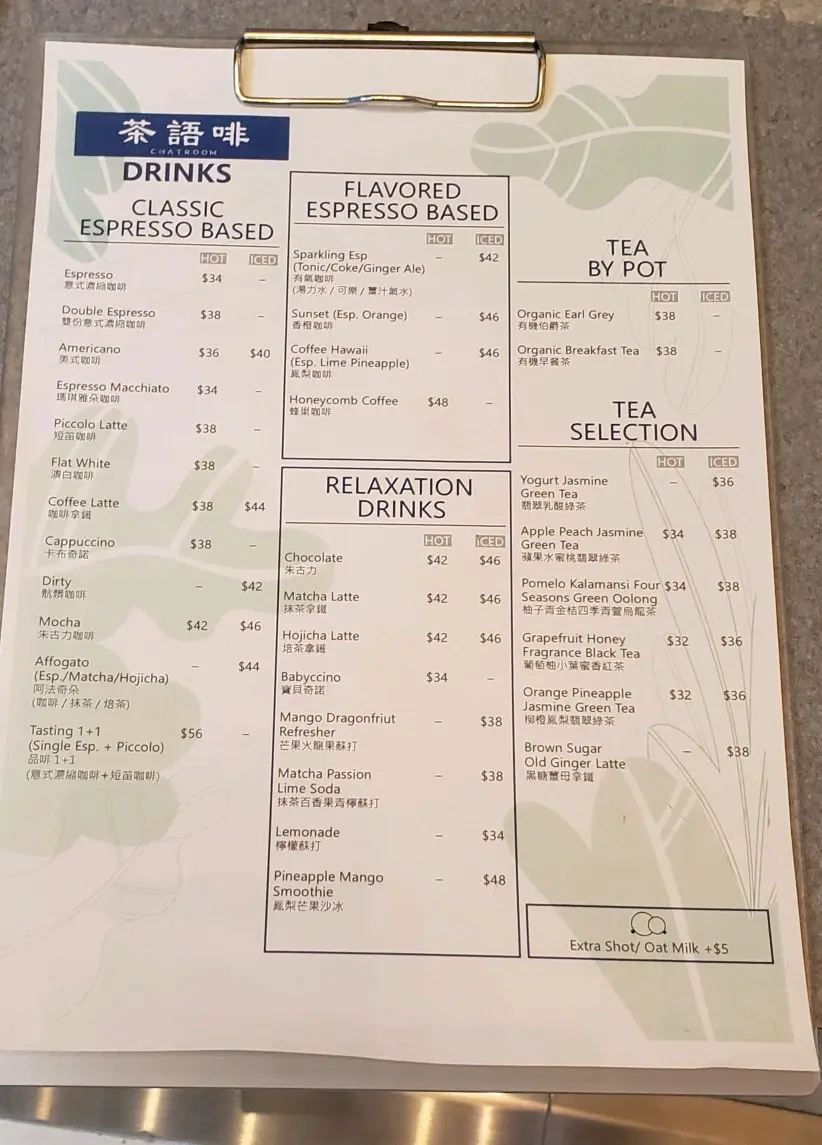 茶語啡
CHATROOM
DRINKS
CLASSIC
ESPRESSO BASED
HOT ICED
Espresso $34 –
意式濃縮咖啡
Double Espresso $38 –
雙份意式濃縮咖啡
Americano $36 $40
美式咖啡
Espresso Macchiato $34 –
瑪琪雅朵咖啡
Piccolo Latte $38 –
短笛咖啡
Flat White $38 –
澳白咖啡
Coffee Latte $38 $44
咖啡拿鐵
Cappuccino $38 –
卡布奇諾
Dirty – $42
骯髒咖啡
Mocha $42 $46
朱古力咖啡
Affogato – $44
(Esp./Matcha/Hojicha)
阿法奇朵
(咖啡 / 抹茶 / 焙茶)
Tasting 1+1 $56 –
(Single Esp. + Piccolo)
品啡 1+1
(意式濃縮咖啡+短笛咖啡)
FLAVORED
ESPRESSO BASED
HOT ICED
Sparkling Esp – $42
(Tonic/Coke/Ginger Ale)
有氣咖啡
(湯力水 / 可樂 / 薑汁氣水)
Sunset (Esp. Orange) – $46
香橙咖啡
Coffee Hawaii – $46
(Esp. Lime Pineapple)
鳳梨咖啡
Honeycomb Coffee $48 –
蜂巢咖啡
RELAXATION
DRINKS
HOT ICED
Chocolate $42 $46
朱古力
Matcha Latte $42 $46
抹茶拿鐵
Hojicha Latte $42 $46
焙茶拿鐵
Babyccino $34 –
寶貝奇諾
Mango Dragonfriut – $38
Refresher
芒果火龍果蘇打
Matcha Passion – $38
Lime Soda
抹茶百香果青檸蘇打
Lemonade – $34
檸檬蘇打
Pineapple Mango – $48
Smoothie
鳳梨芒果沙冰
TEA
BY POT
HOT ICED
Organic Earl Grey $38 –
有機伯爵茶
Organic Breakfast Tea $38 –
有機早餐茶
TEA
SELECTION
HOT ICED
Yogurt Jasmine – $36
Green Tea
翡翠乳酸綠茶
Apple Peach Jasmine $34 $38
Green Tea
蘋果水蜜桃翡翠綠茶
Pomelo Kalamansi Four $34 $38
Seasons Green Oolong
柚子青金桔四季青萱烏龍茶
Grapefruit Honey $32 $36
Fragrance Black Tea
葡萄柚小葉蜜香紅茶
Orange Pineapple $32 $36
Jasmine Green Tea
柳橙鳳梨翡翠綠茶
Brown Sugar – $38
Old Ginger Latte
黑糖薑母拿鐵
Extra Shot/ Oat Milk +$5